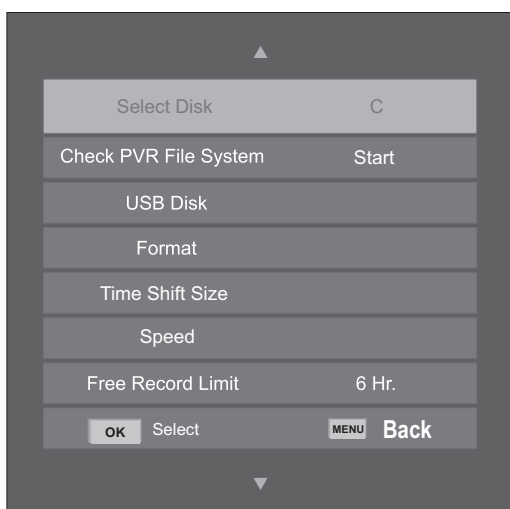 Select Disk C
Check PVR File System Start
USB Disk
Format
Time Shift Size
Speed
Free Record Limit 6 Hr.
OK Select MENU Back